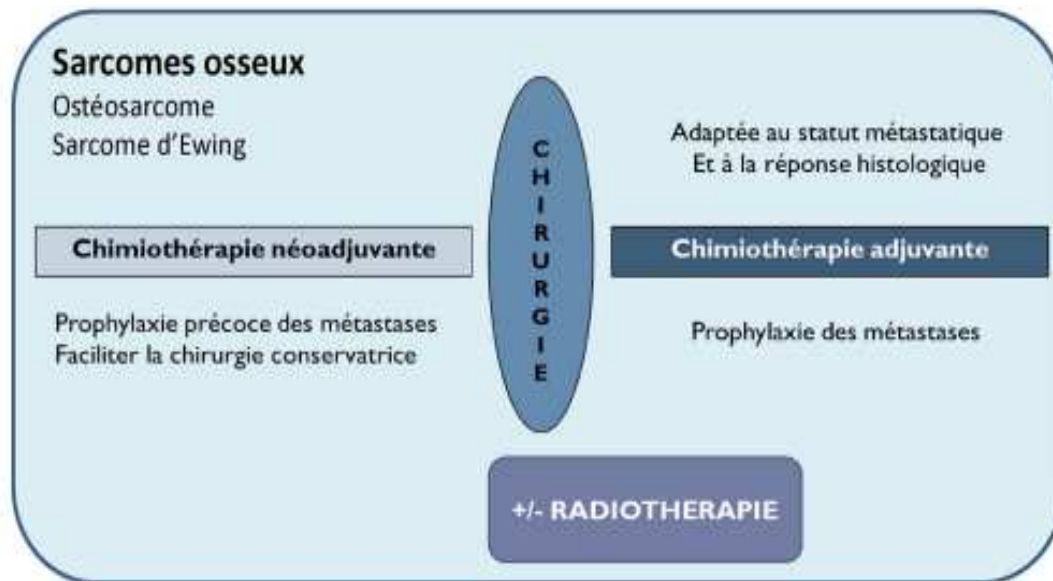 Sarcomes osseux
Ostéosarcome
Sarcome d'Ewing
Chimiothérapie néoadjuvante
Prophylaxie précoce des métastases
Faciliter la chirurgie conservatrice
CHIRURGIE
Adaptée au statut métastatique
Et à la réponse histologique
Chimiothérapie adjuvante
Prophylaxie des métastases
+/- RADIOTHERAPIE